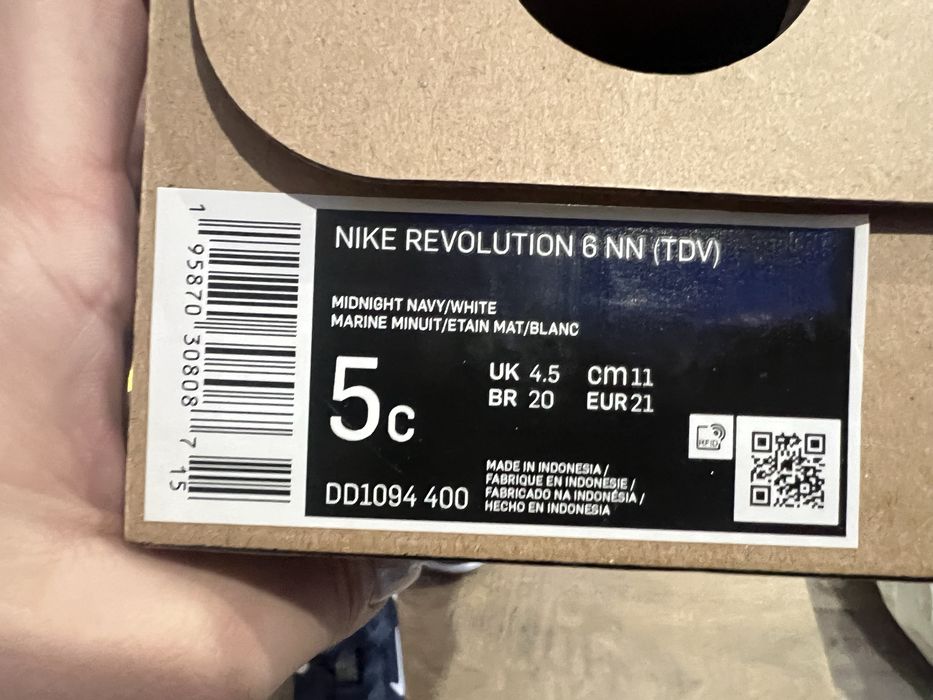 NIKE REVOLUTION 6 NN (TDV)
MIDNIGHT NAVY/WHITE
MARINE MINUIT/ETAIN MAT/BLANC
5C
UK 4.5 cm 11
BR 20 EUR 21
RFID
DD1094 400
MADE IN INDONESIA /
FABRIQUE EN INDONESIE /
FABRICADO NA INDONÉSIA /
HECHO EN INDONESIA
1 95870 30808 7 15